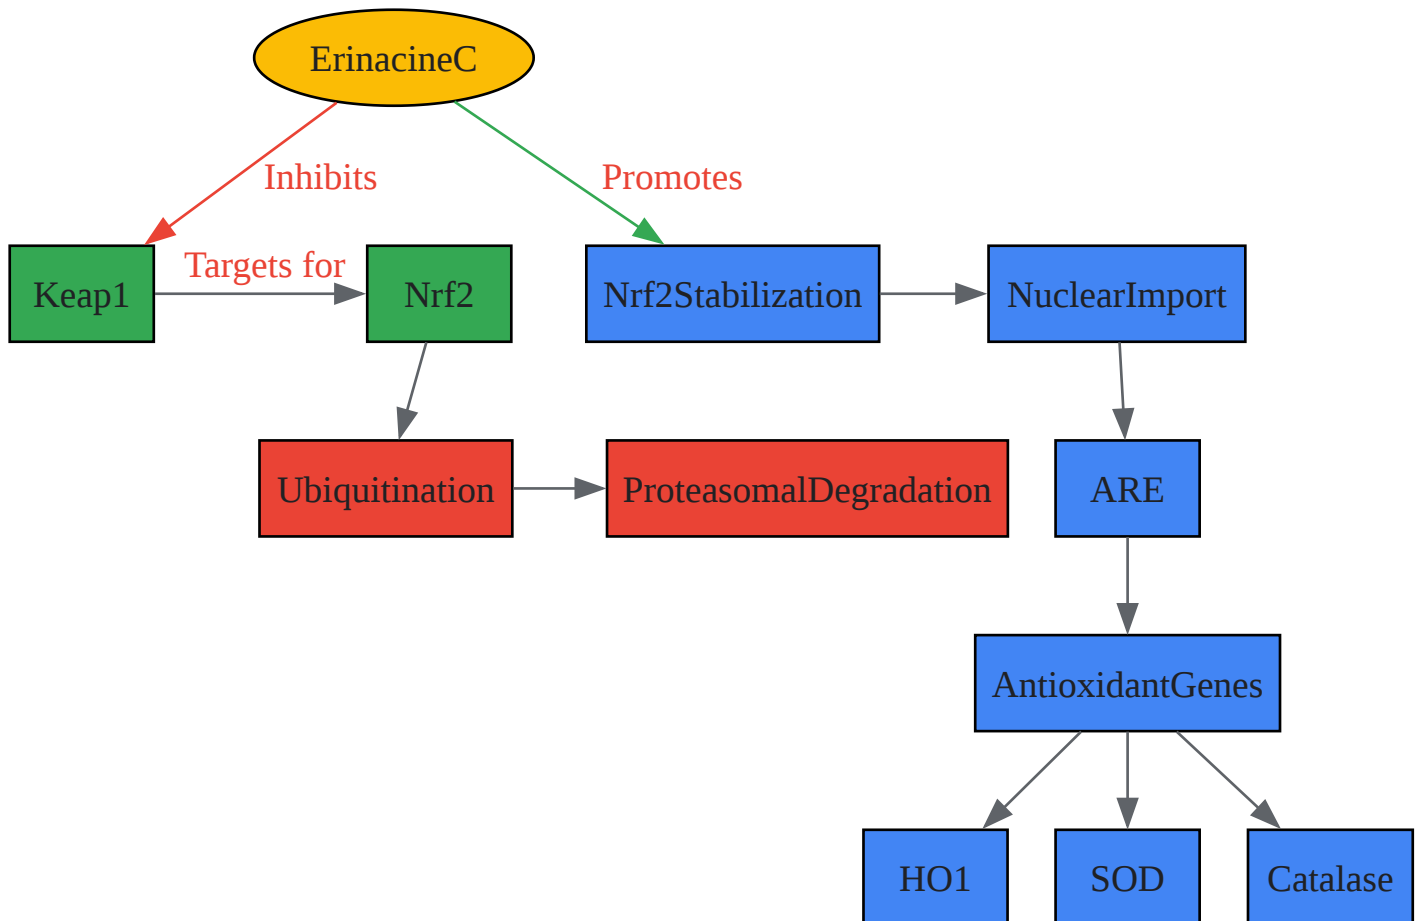 ErinacineC
Inhibits
Promotes
Targets for
Keap1
Nrf2
Nrf2Stabilization
NuclearImport
Ubiquitination
ProteasomalDegradation
ARE
AntioxidantGenes
HO1
SOD
Catalase